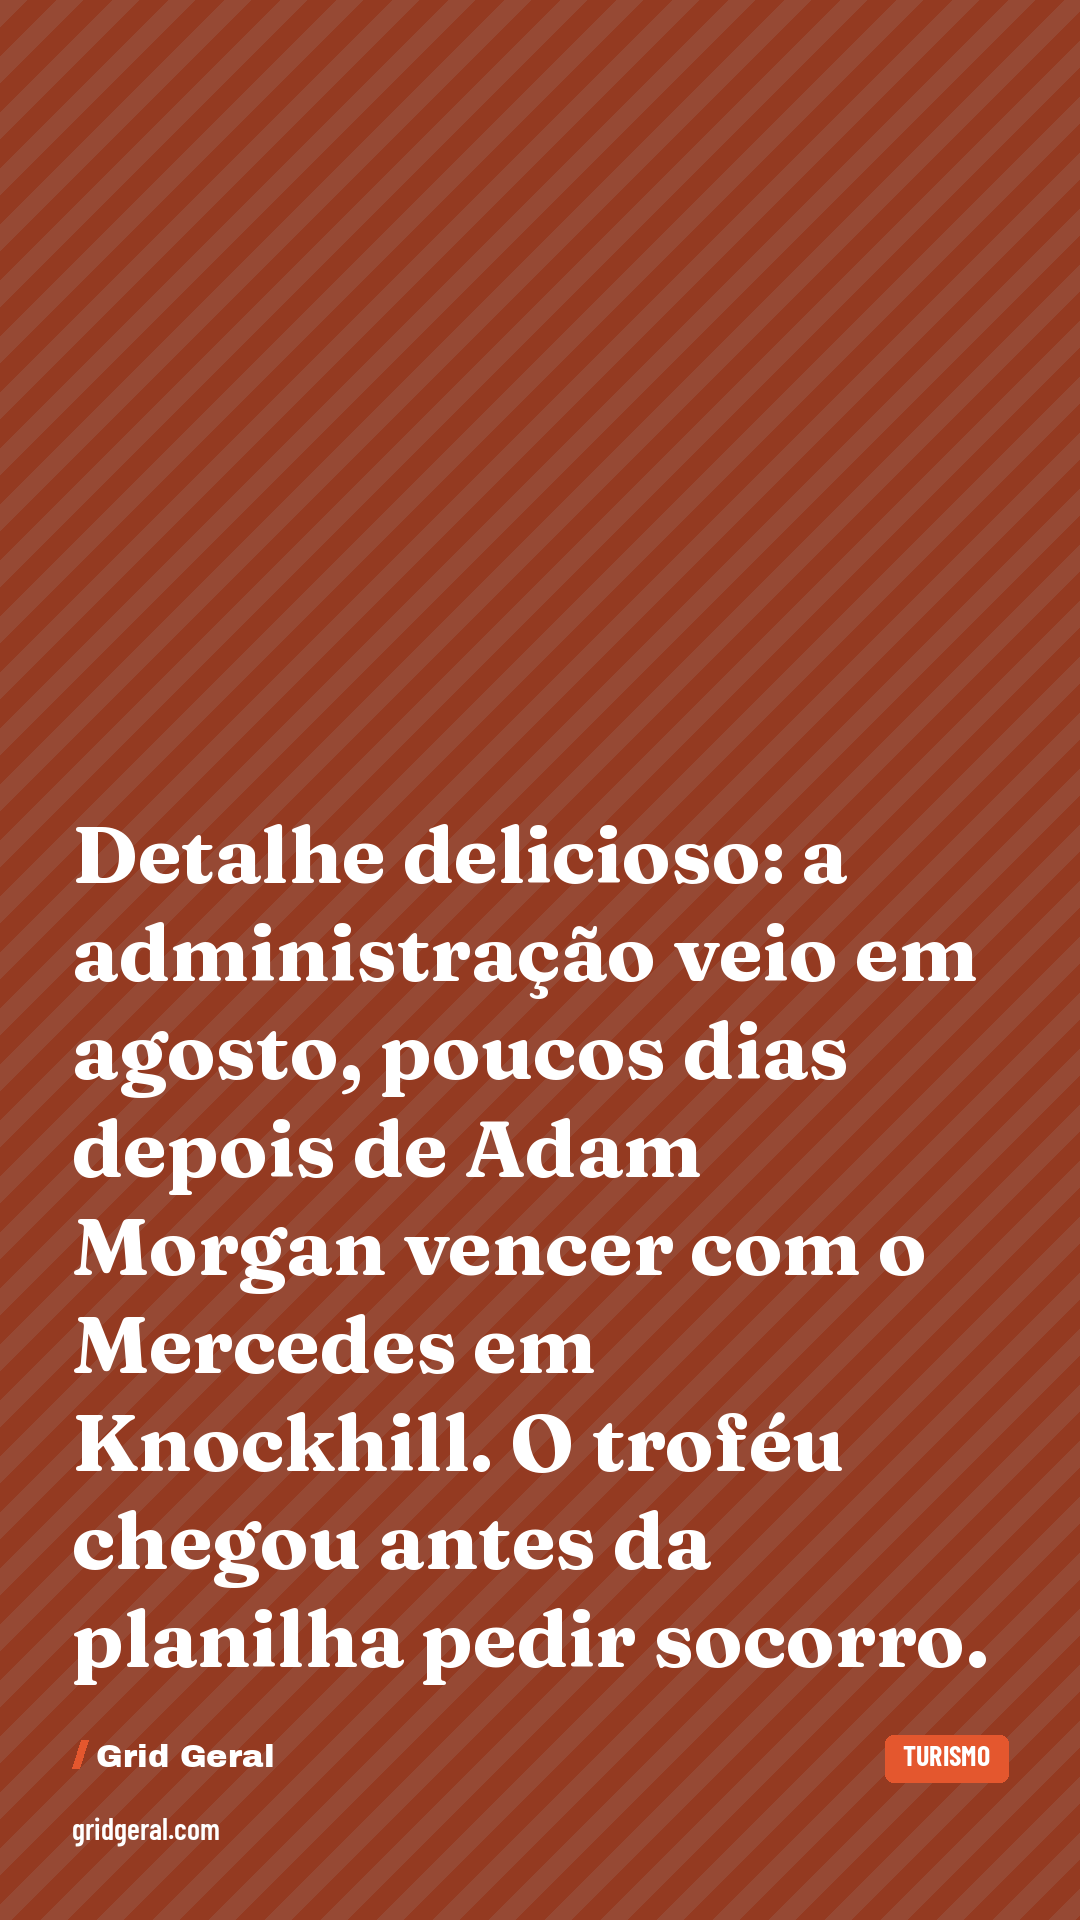 Detalhe delicioso: a
administração veio em
agosto, poucos dias
depois de Adam
Morgan vencer com o
Mercedes em
Knockhill. O troféu
chegou antes da
planilha pedir socorro.
/ Grid Geral
TURISMO
gridgeral.com